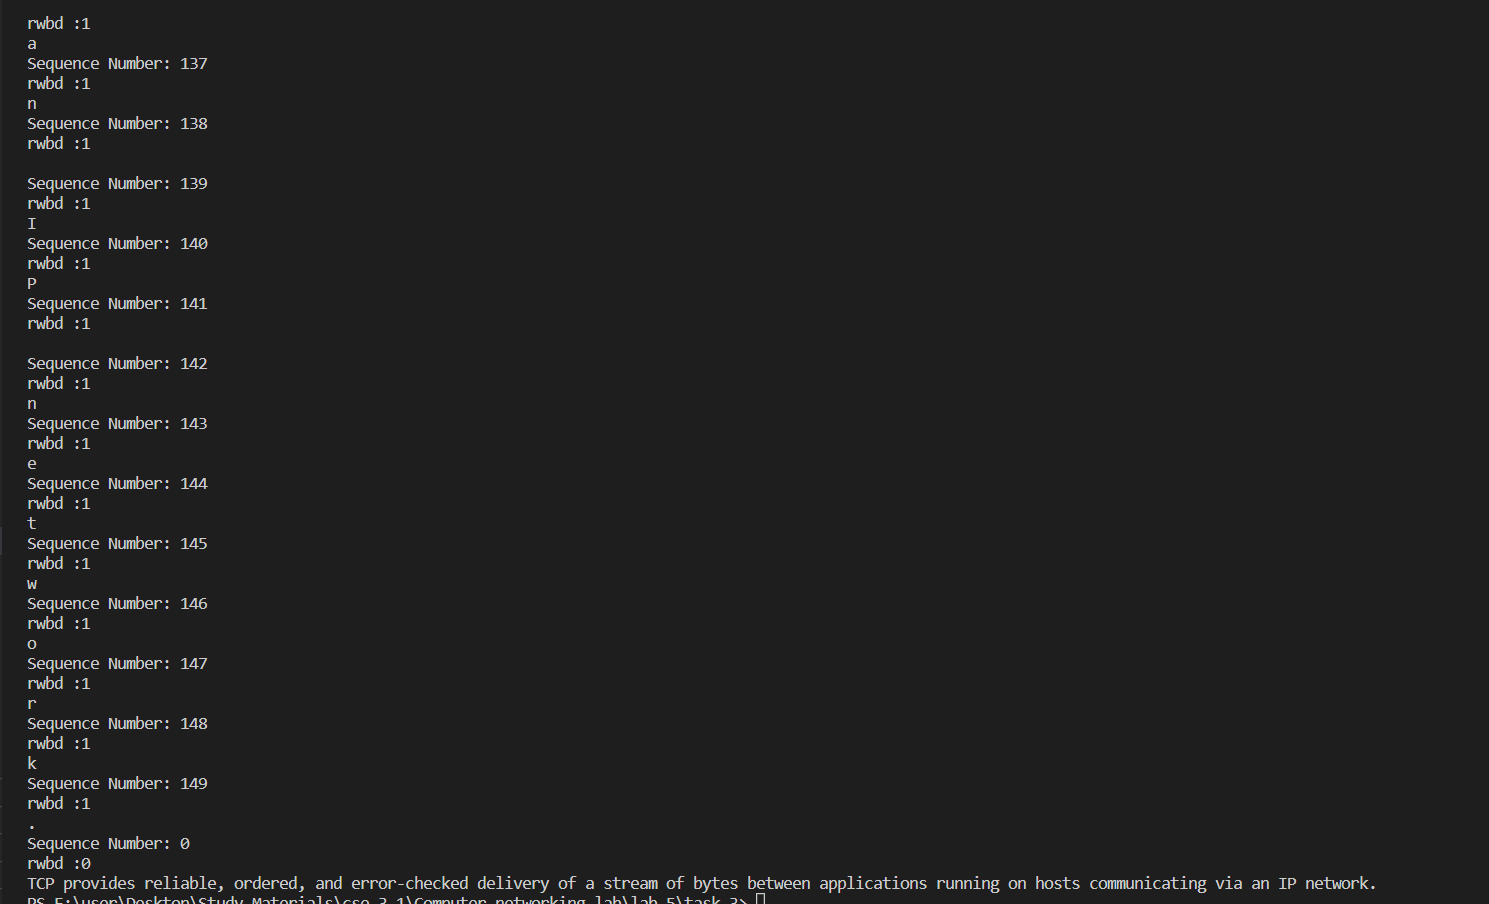 rwbd :1
a
Sequence Number: 137
rwbd :1
n
Sequence Number: 138
rwbd :1
Sequence Number: 139
rwbd :1
I
Sequence Number: 140
rwbd :1
P
Sequence Number: 141
rwbd :1
Sequence Number: 142
rwbd :1
n
Sequence Number: 143
rwbd :1
e
Sequence Number: 144
rwbd :1
t
Sequence Number: 145
rwbd :1
w
Sequence Number: 146
rwbd :1
o
Sequence Number: 147
rwbd :1
r
Sequence Number: 148
rwbd :1
k
Sequence Number: 149
rwbd :1
.
Sequence Number: 0
rwbd :0
TCP provides reliable, ordered, and error-checked delivery of a stream of bytes between applications running on hosts communicating via an IP network.
PS E:\user\Desktop\Study Materials\cse 3-1\Computer networking lab\lab 5\task 3>